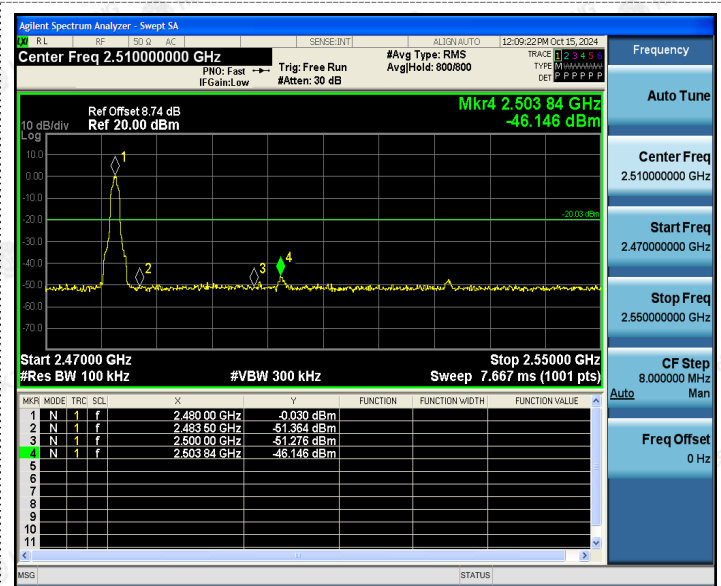 Agilent Spectrum Analyzer - Swept SA
LXI RL RF 50 Ω AC SENSE:INT ALIGN AUTO 12:09:22 PM Oct 15, 2024
Center Freq 2.510000000 GHz
PNO: Fast
IFGain:Low
Trig: Free Run
#Atten: 30 dB
#Avg Type: RMS
Avg|Hold: 800/800
TRACE 1 2 3 4 5 6
TYPE M
DET P P P P P P
Ref Offset 8.74 dB
10 dB/div Ref 20.00 dBm
Log
Mkr4 2.503 84 GHz
-46.146 dBm
10.0
0.00
-10.0
-20.0
-30.0
-40.0
-50.0
-60.0
-70.0
1
2
3
4
-20.03 dBm
Start 2.47000 GHz Stop 2.55000 GHz
#Res BW 100 kHz #VBW 300 kHz Sweep 7.667 ms (1001 pts)
MKR MODE TRC SCL X Y FUNCTION FUNCTION WIDTH FUNCTION VALUE
1 N 1 f 2.480 00 GHz -0.030 dBm
2 N 1 f 2.483 50 GHz -51.364 dBm
3 N 1 f 2.500 00 GHz -51.276 dBm
4 N 1 f 2.503 84 GHz -46.146 dBm
5
6
7
8
9
10
11
MSG STATUS
Frequency
Auto Tune
Center Freq
2.510000000 GHz
Start Freq
2.470000000 GHz
Stop Freq
2.550000000 GHz
CF Step
8.000000 MHz
Auto Man
Freq Offset
0 Hz